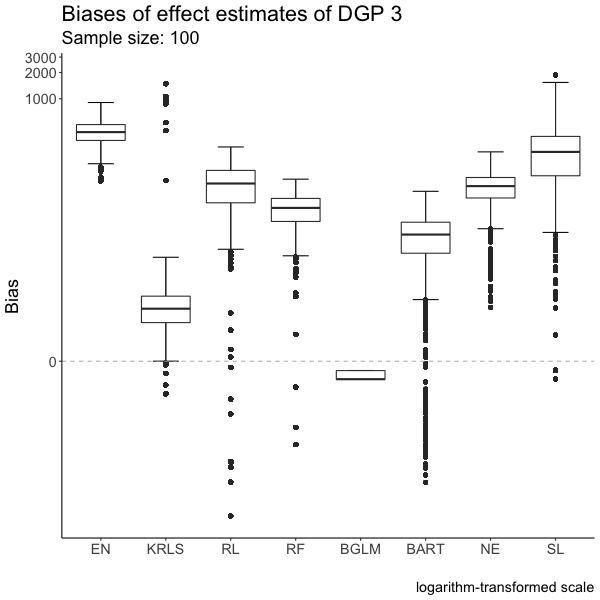 Biases of effect estimates of DGP 3
Sample size: 100
3000
2000
1000
Bias
0
EN KRLS RL RF BGLM BART NE SL
logarithm-transformed scale